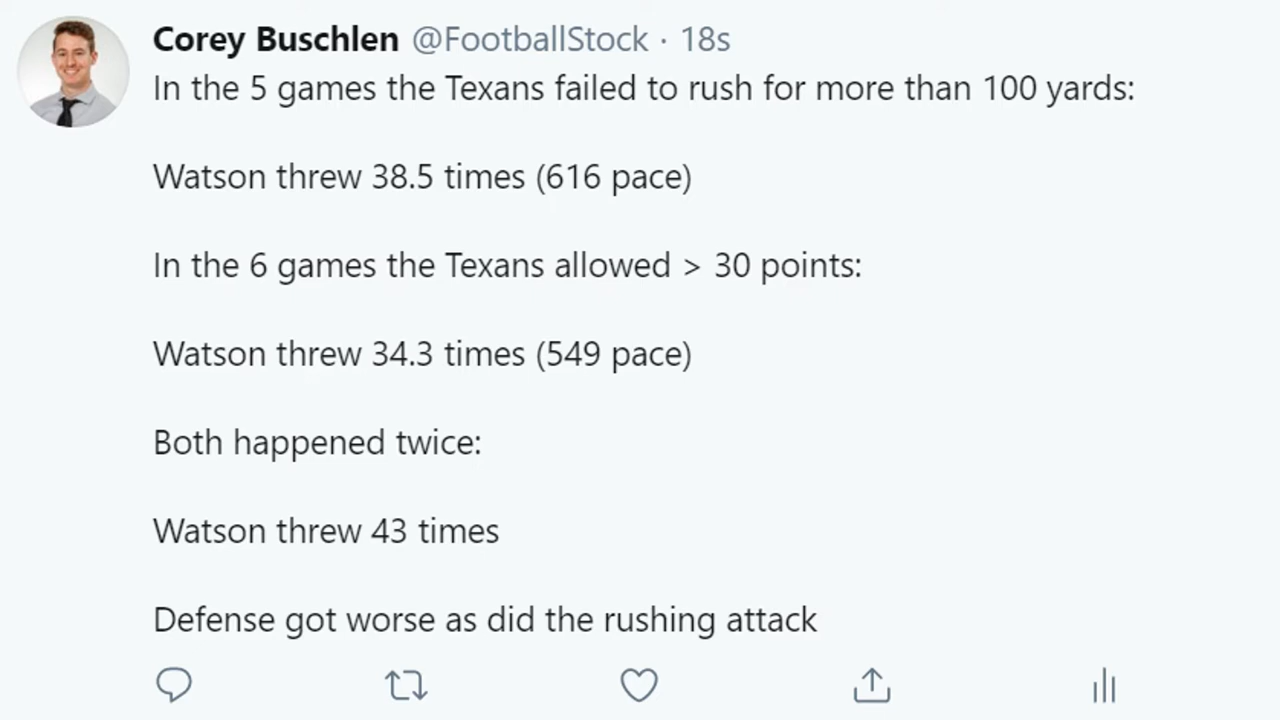 Corey Buschlen @FootballStock · 18s
In the 5 games the Texans failed to rush for more than 100 yards:
Watson threw 38.5 times (616 pace)
In the 6 games the Texans allowed > 30 points:
Watson threw 34.3 times (549 pace)
Both happened twice:
Watson threw 43 times
Defense got worse as did the rushing attack